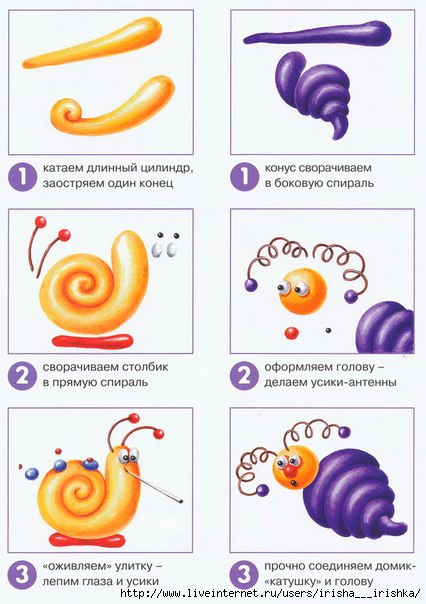 1 катаем длинный цилиндр,
заостряем один конец
1 конус сворачиваем
в боковую спираль
2 сворачиваем столбик
в прямую спираль
2 оформляем голову –
делаем усики-антенны
3 «оживляем» улитку –
лепим глаза и усики
3 прочно соединяем домик-
«катушку» и голову
http://www.liveinternet.ru/users/irisha___irishka/